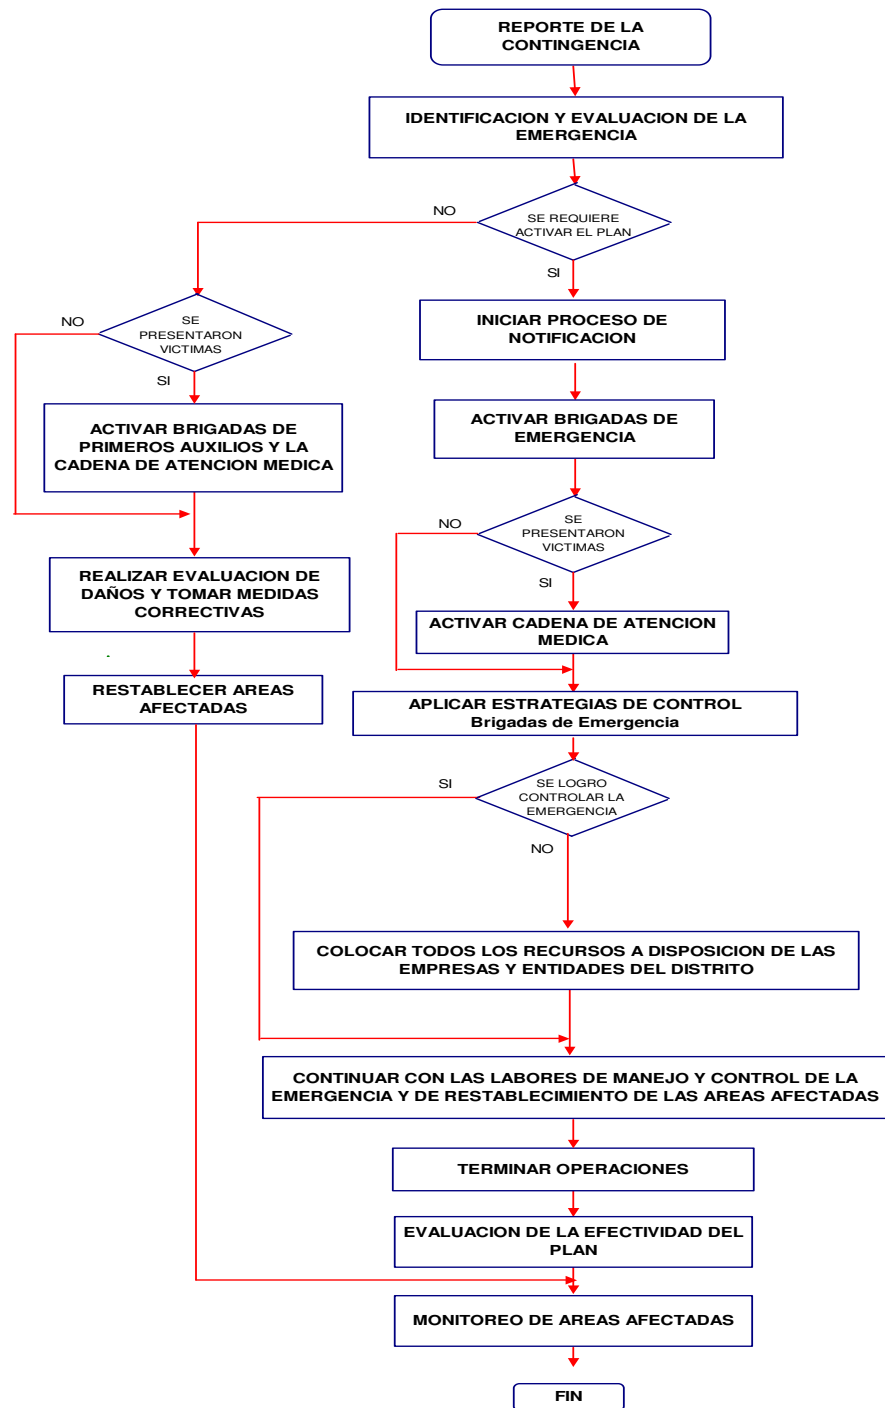 REPORTE DE LA
CONTINGENCIA
IDENTIFICACION Y EVALUACION DE LA
EMERGENCIA
SE REQUIERE
ACTIVAR EL PLAN
NO
SI
SE
PRESENTARON
VICTIMAS
NO
SI
INICIAR PROCESO DE
NOTIFICACION
ACTIVAR BRIGADAS DE
PRIMEROS AUXILIOS Y LA
CADENA DE ATENCION MEDICA
ACTIVAR BRIGADAS DE
EMERGENCIA
SE
PRESENTARON
VICTIMAS
NO
SI
REALIZAR EVALUACION DE
DAÑOS Y TOMAR MEDIDAS
CORRECTIVAS
ACTIVAR CADENA DE ATENCION
MEDICA
RESTABLECER AREAS
AFECTADAS
APLICAR ESTRATEGIAS DE CONTROL
Brigadas de Emergencia
SE LOGRO
CONTROLAR LA
EMERGENCIA
SI
NO
COLOCAR TODOS LOS RECURSOS A DISPOSICION DE LAS
EMPRESAS Y ENTIDADES DEL DISTRITO
CONTINUAR CON LAS LABORES DE MANEJO Y CONTROL DE LA
EMERGENCIA Y DE RESTABLECIMIENTO DE LAS AREAS AFECTADAS
TERMINAR OPERACIONES
EVALUACION DE LA EFECTIVIDAD DEL
PLAN
MONITOREO DE AREAS AFECTADAS
FIN